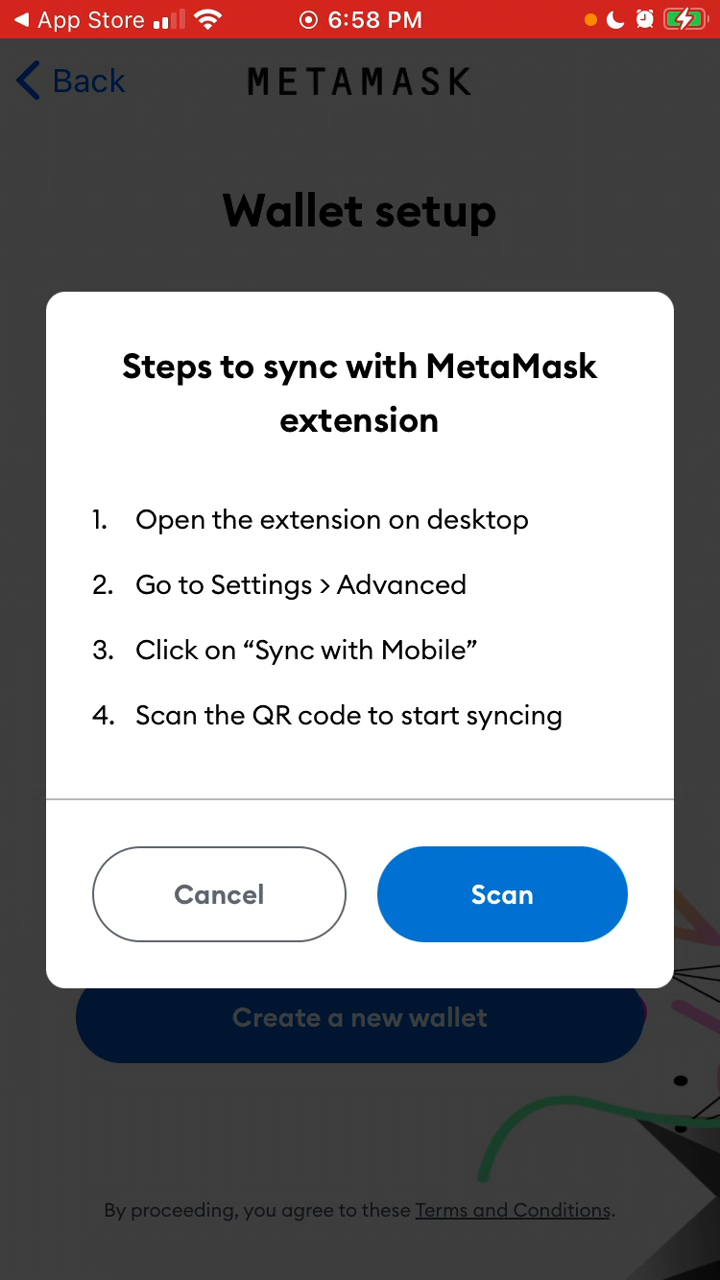 App Store 6:58 PM
Back METAMASK
Wallet setup
Steps to sync with MetaMask
extension
1. Open the extension on desktop
2. Go to Settings > Advanced
3. Click on “Sync with Mobile”
4. Scan the QR code to start syncing
Cancel Scan
Create a new wallet
By proceeding, you agree to these Terms and Conditions.